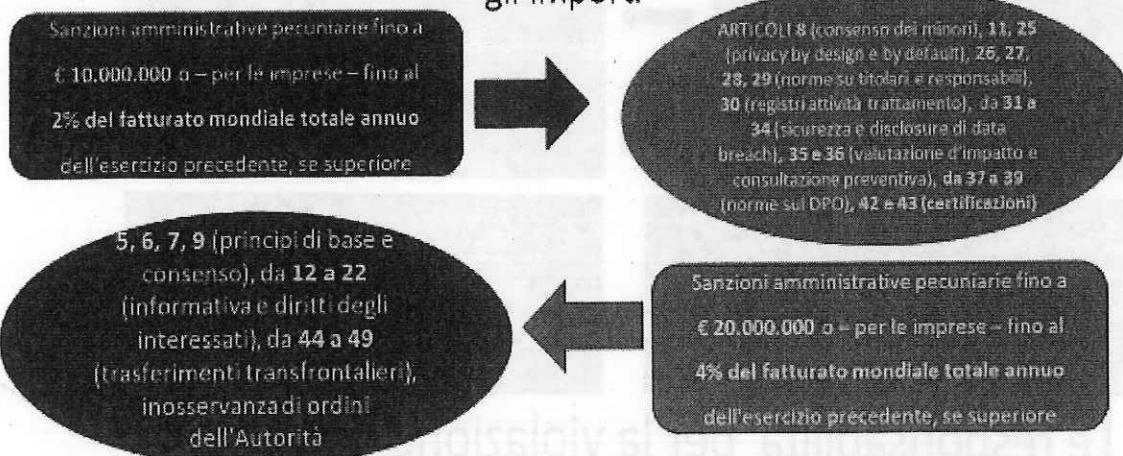 gli importi
Sanzioni amministrative pecuniarie fino a
€ 10.000.000 o – per le imprese – fino al
2% del fatturato mondiale totale annuo
dell'esercizio precedente, se superiore
ARTICOLI 8 (consenso dei minori), 11, 25
(privacy by design e by default), 26, 27,
28, 29 (norme su titolari e responsabili),
30 (registri attività trattamento), da 31 a
34 (sicurezza e disclosure di data
breach), 35 e 36 (valutazione d'impatto e
consultazione preventiva), da 37 a 39
(norme sul DPO), 42 e 43 (certificazioni)
5, 6, 7, 9 (principi di base e
consenso), da 12 a 22
(informativa e diritti degli
interessati), da 44 a 49
(trasferimenti transfrontalieri),
inosservanza di ordini
dell'Autorità
Sanzioni amministrative pecuniarie fino a
€ 20.000.000 o – per le imprese – fino al
4% del fatturato mondiale totale annuo
dell'esercizio precedente, se superiore